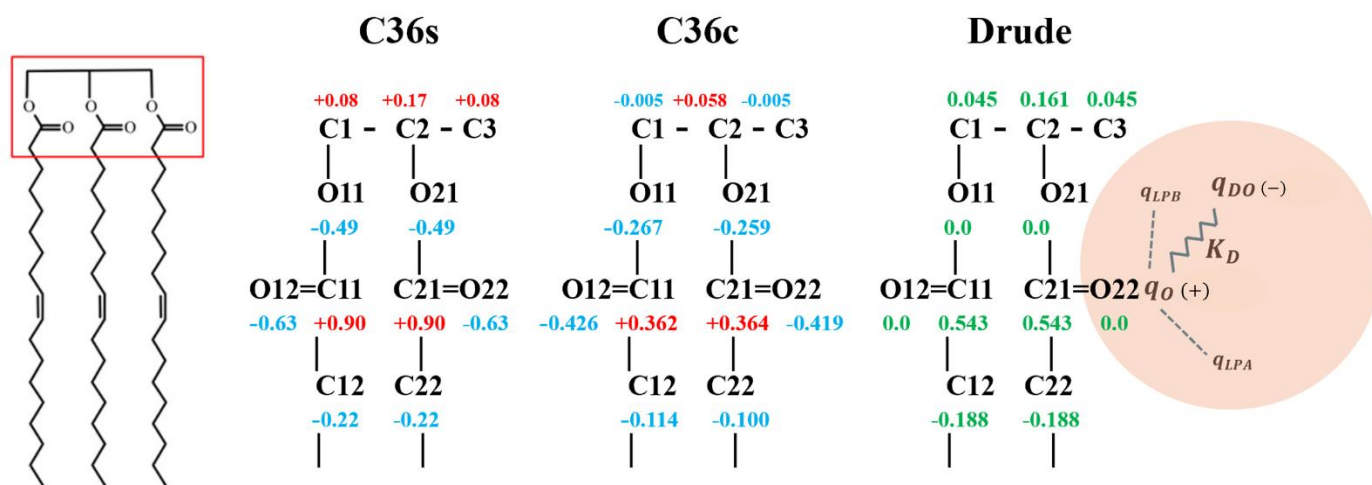 C36s C36c Drude
+0.08 +0.17 +0.08 -0.005 +0.058 -0.005 0.045 0.161 0.045
C1 - C2 - C3 C1 - C2 - C3 C1 - C2 - C3
O O O O11 O21 O11 O21 O11 O21 qLPB qDO (−)
O O O -0.49 -0.49 -0.267 -0.259 0.0 0.0 KD
O12=C11 C21=O22 O12=C11 C21=O22 O12=C11 C21=O22 qO (+)
-0.63 +0.90 +0.90 -0.63 -0.426 +0.362 +0.364 -0.419 0.0 0.543 0.543 0.0
qLPA
C12 C22 C12 C22 C12 C22
-0.22 -0.22 -0.114 -0.100 -0.188 -0.188